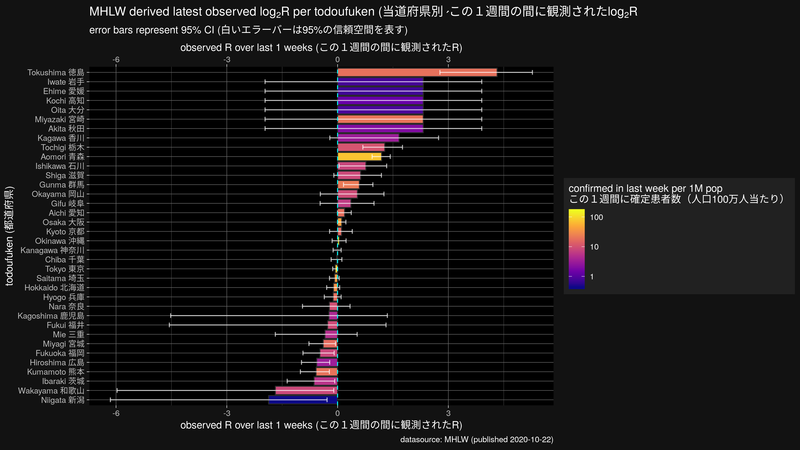 MHLW derived latest observed log₂R per todoufuken (当道府県別 -この１週間の間に観測されたlog₂R
error bars represent 95% CI (白いエラーバーは95%の信頼空間を表す)
observed R over last 1 weeks (この１週間の間に観測されたR)
-6 -3 0 3
todoufuken (都道府県)
Tokushima 徳島
Iwate 岩手
Ehime 愛媛
Kochi 高知
Oita 大分
Miyazaki 宮崎
Akita 秋田
Kagawa 香川
Tochigi 栃木
Aomori 青森
Ishikawa 石川
Shiga 滋賀
Gunma 群馬
Okayama 岡山
Gifu 岐阜
Aichi 愛知
Osaka 大阪
Kyoto 京都
Okinawa 沖縄
Kanagawa 神奈川
Chiba 千葉
Tokyo 東京
Saitama 埼玉
Hokkaido 北海道
Hyogo 兵庫
Nara 奈良
Kagoshima 鹿児島
Fukui 福井
Mie 三重
Miyagi 宮城
Fukuoka 福岡
Hiroshima 広島
Kumamoto 熊本
Ibaraki 茨城
Wakayama 和歌山
Niigata 新潟
-6 -3 0 3
observed R over last 1 weeks (この１週間の間に観測されたR)
datasource: MHLW (published 2020-10-22)
confirmed in last week per 1M pop
この１週間に確定患者数（人口100万人当たり）
100
10
1